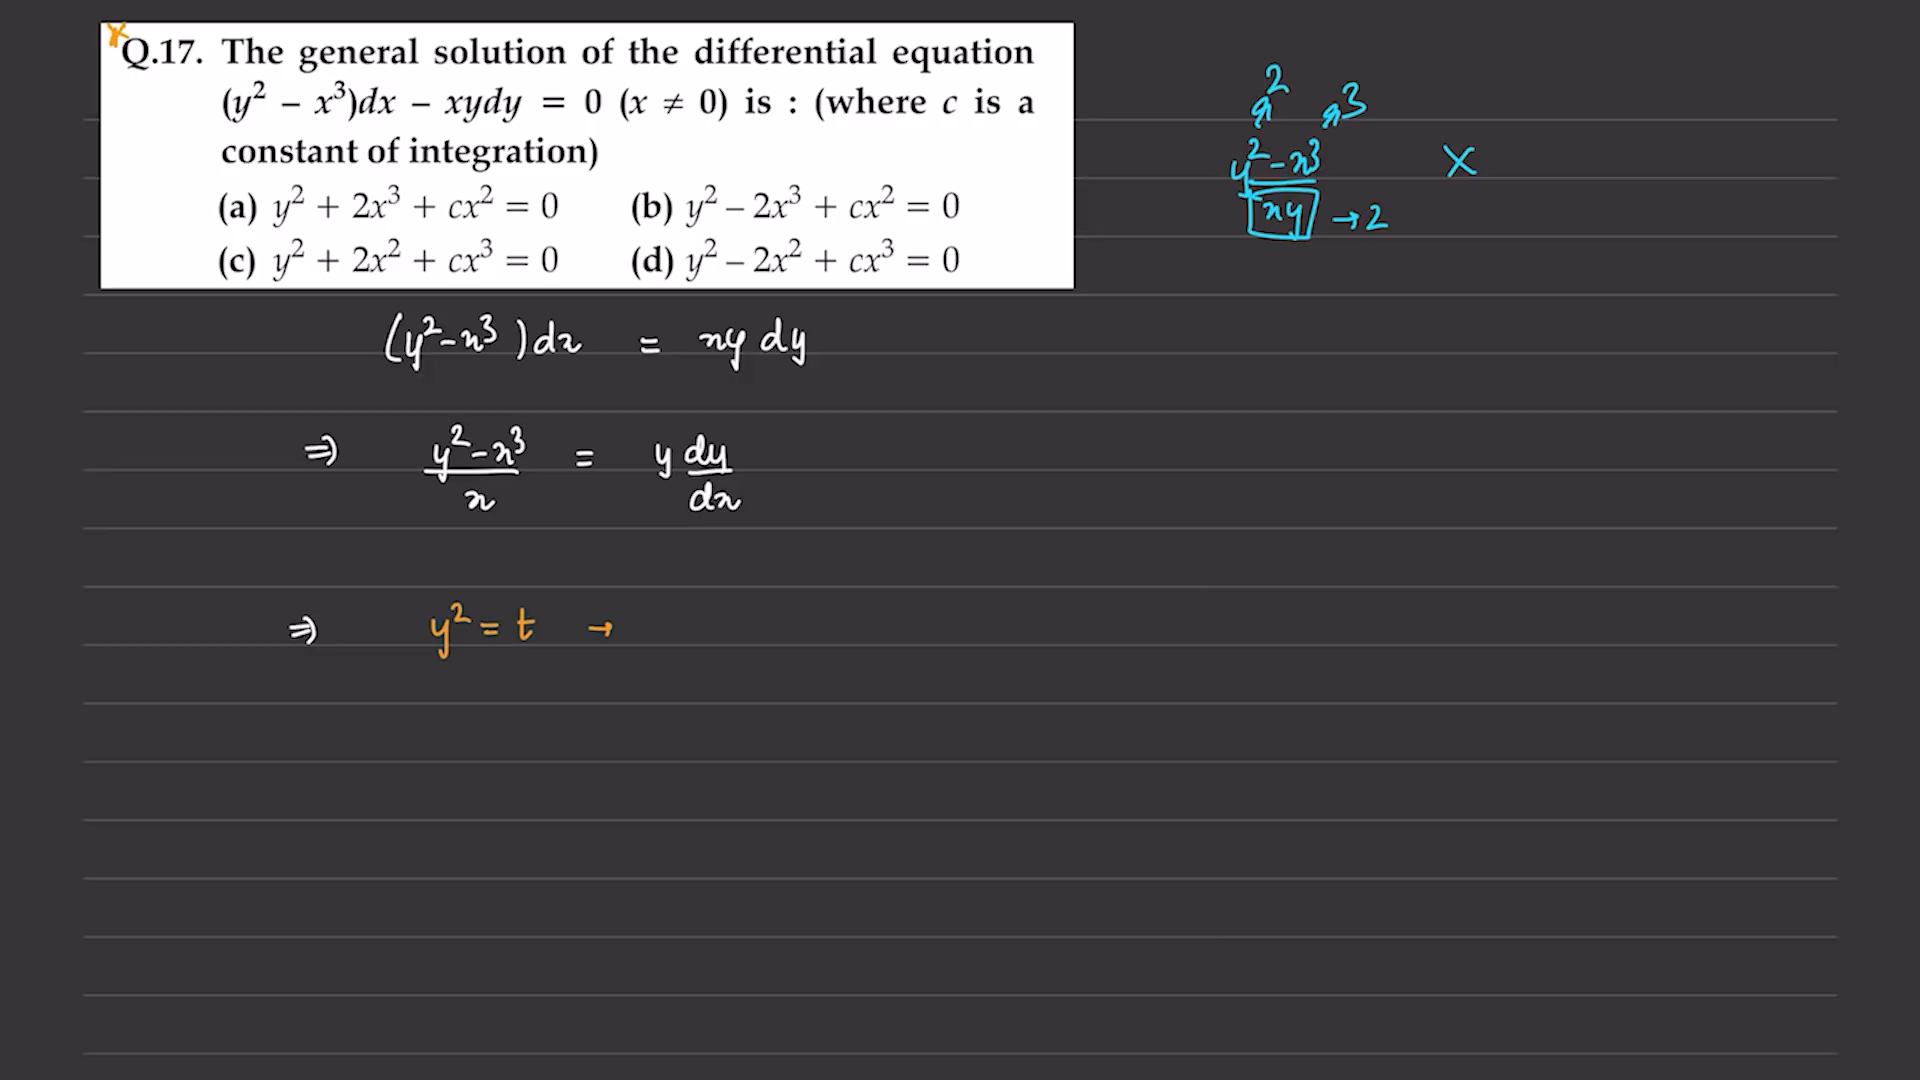 Q.17. The general solution of the differential equation
(y² – x³)dx – xydy = 0 (x ≠ 0) is : (where c is a
constant of integration)
(a) y² + 2x³ + cx² = 0 (b) y² – 2x³ + cx² = 0
(c) y² + 2x² + cx³ = 0 (d) y² – 2x² + cx³ = 0
2 3
y² - x³ X
xy → 2
(y² - x³)dx = xy dy
⇒ (y² - x³)/x = y dy/dx
⇒ y² = t →